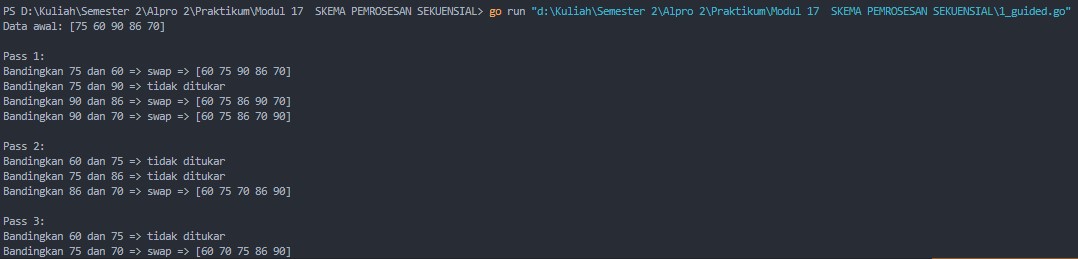 PS D:\Kuliah\Semester 2\Alpro 2\Praktikum\Modul 17  SKEMA PEMROSESAN SEKUENSIAL> go run "d:\Kuliah\Semester 2\Alpro 2\Praktikum\Modul 17  SKEMA PEMROSESAN SEKUENSIAL\1_guided.go"
Data awal: [75 60 90 86 70]
Pass 1:
Bandingkan 75 dan 60 => swap => [60 75 90 86 70]
Bandingkan 75 dan 90 => tidak ditukar
Bandingkan 90 dan 86 => swap => [60 75 86 90 70]
Bandingkan 90 dan 70 => swap => [60 75 86 70 90]
Pass 2:
Bandingkan 60 dan 75 => tidak ditukar
Bandingkan 75 dan 86 => tidak ditukar
Bandingkan 86 dan 70 => swap => [60 75 70 86 90]
Pass 3:
Bandingkan 60 dan 75 => tidak ditukar
Bandingkan 75 dan 70 => swap => [60 70 75 86 90]